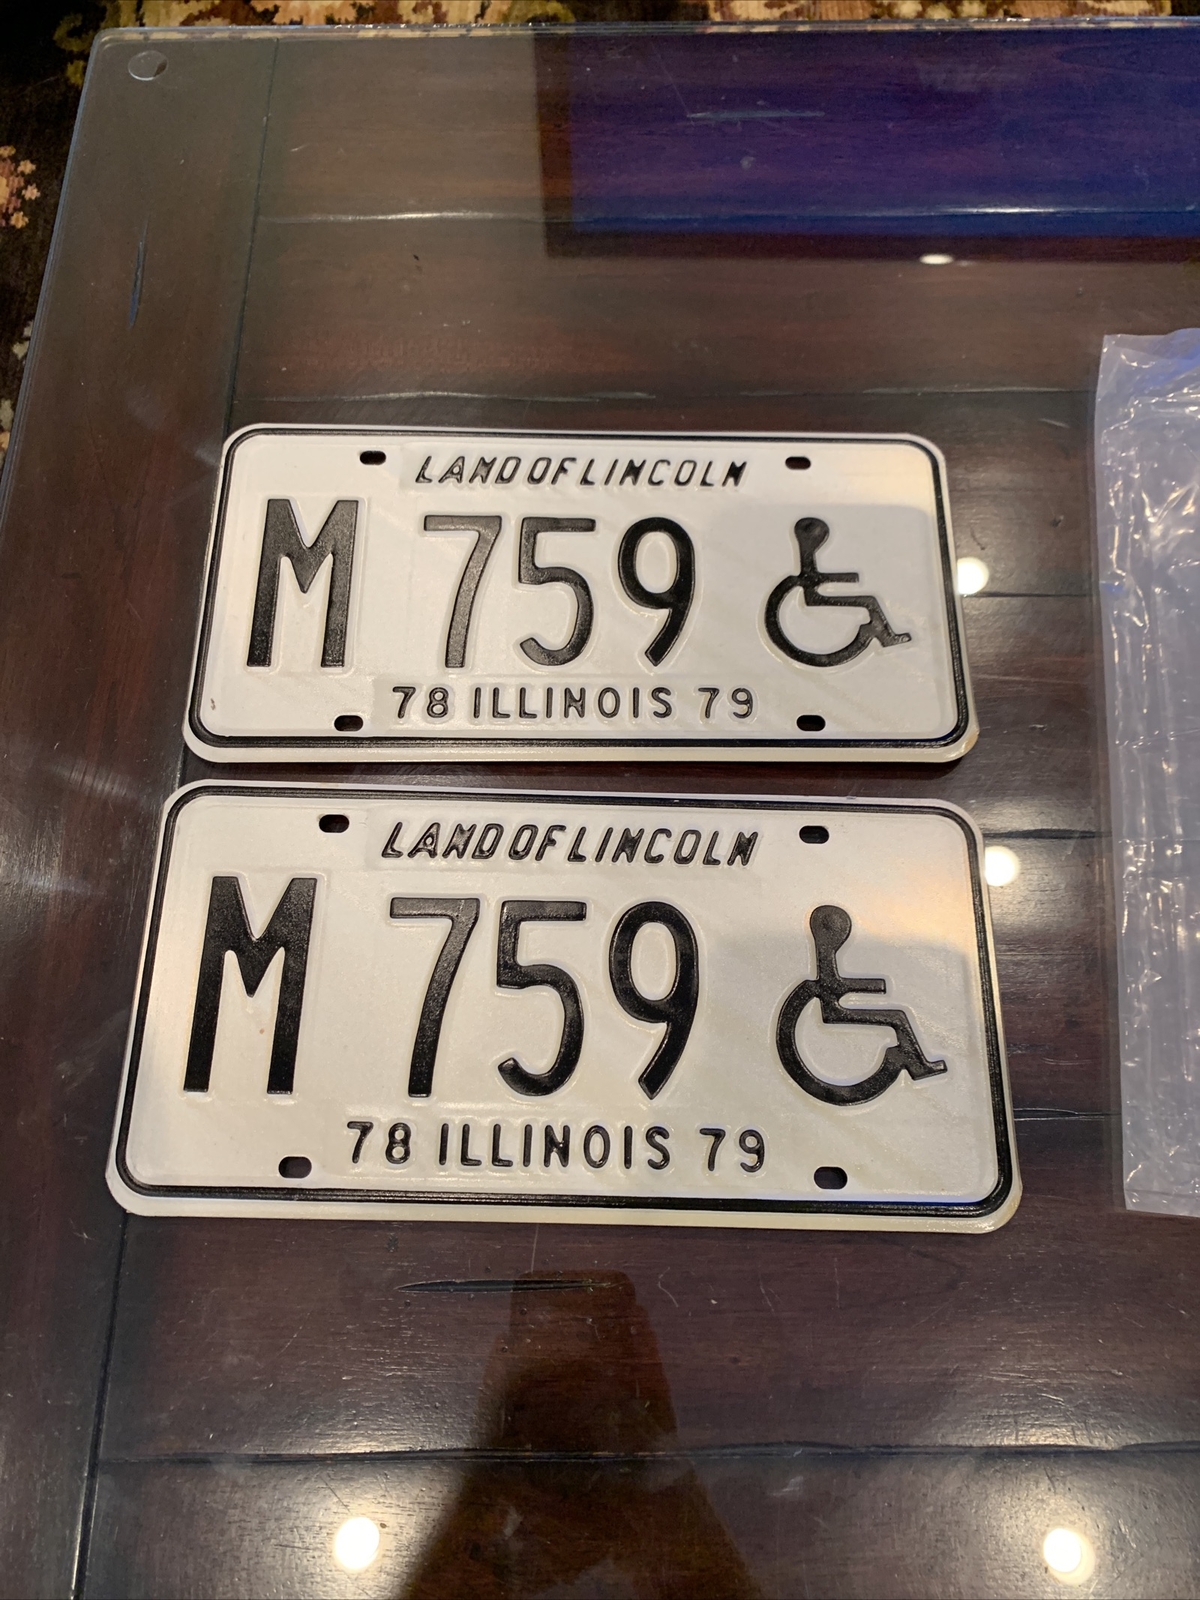 LAND OF LINCOLN
M 759
78 ILLINOIS 79
LAND OF LINCOLN
M 759
78 ILLINOIS 79